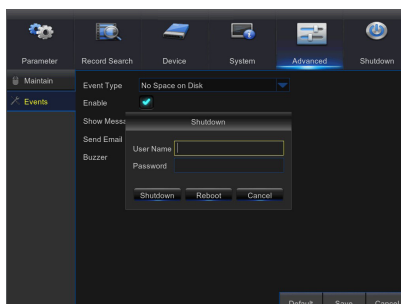 Parameter Record Search Device System Advanced Shutdown
Maintain
Events
Event Type No Space on Disk
Enable
Show Messa
Send Email
Buzzer
Shutdown
User Name
Password
Shutdown Reboot Cancel
Default Save Cancel